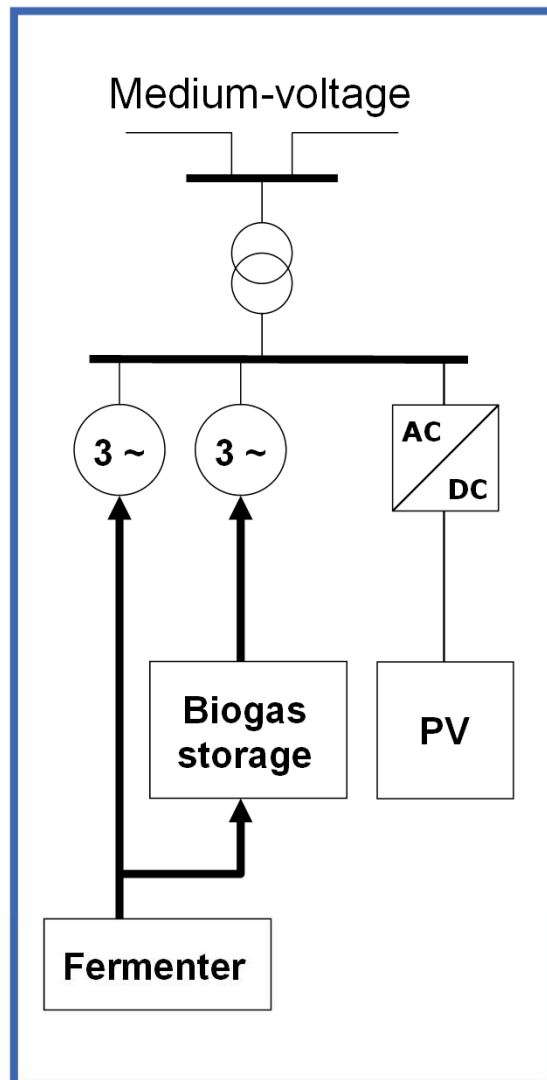 Medium-voltage
3 ~
3 ~
AC
DC
Biogas
storage
PV
Fermenter